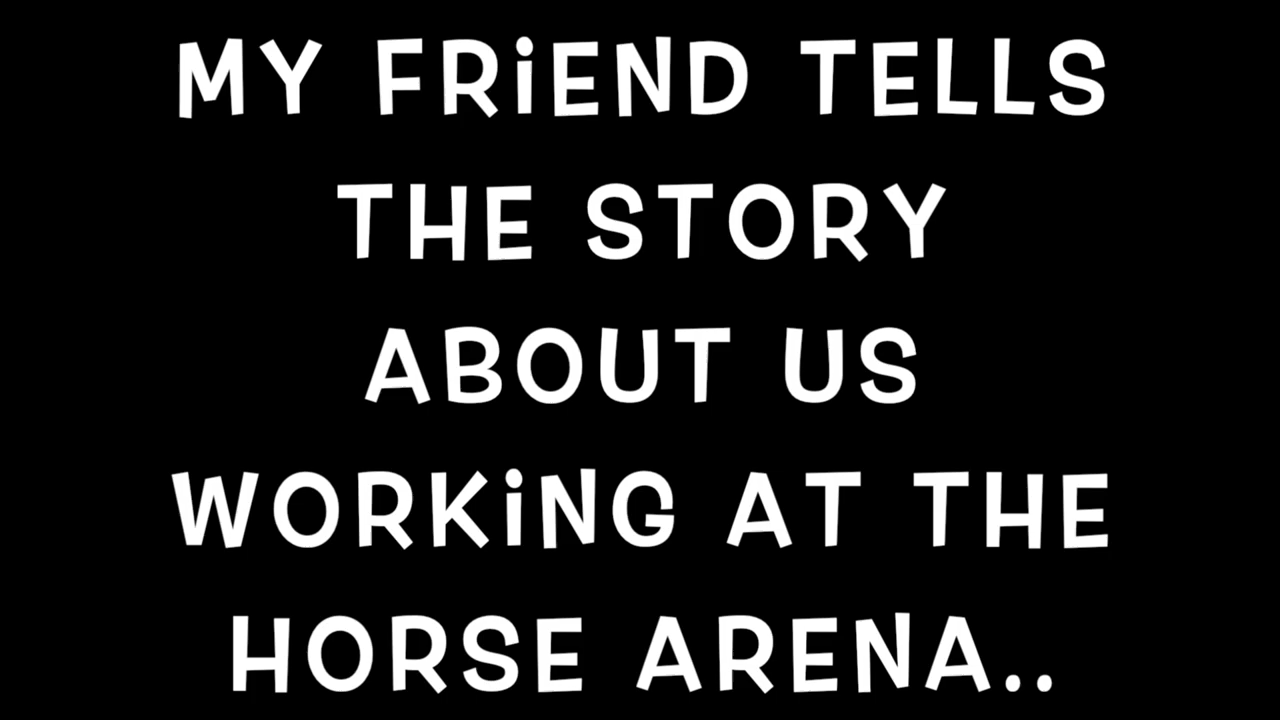 MY FRiEND TELLS
THE STORY
ABOUT US
WORKiNG AT THE
HORSE ARENA..